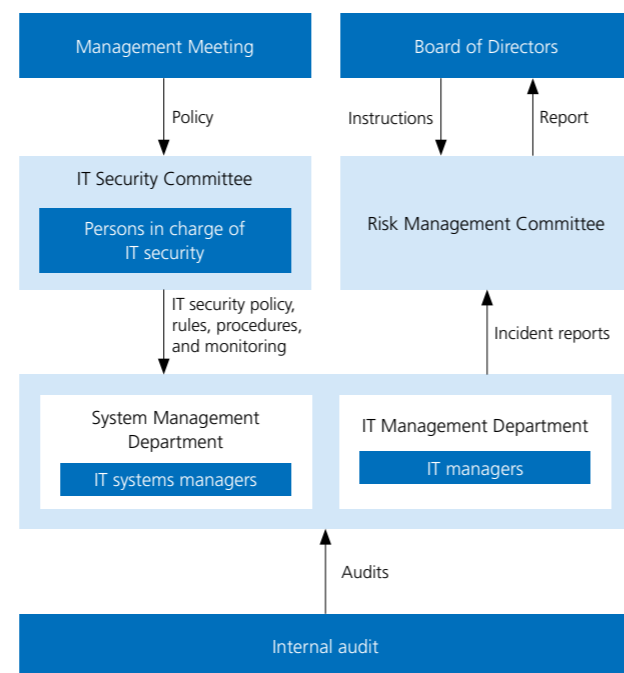 Management Meeting
Board of Directors
Policy
Instructions
Report
IT Security Committee
Persons in charge of
IT security
Risk Management Committee
IT security policy,
rules, procedures,
and monitoring
Incident reports
System Management
Department
IT systems managers
IT Management Department
IT managers
Audits
Internal audit